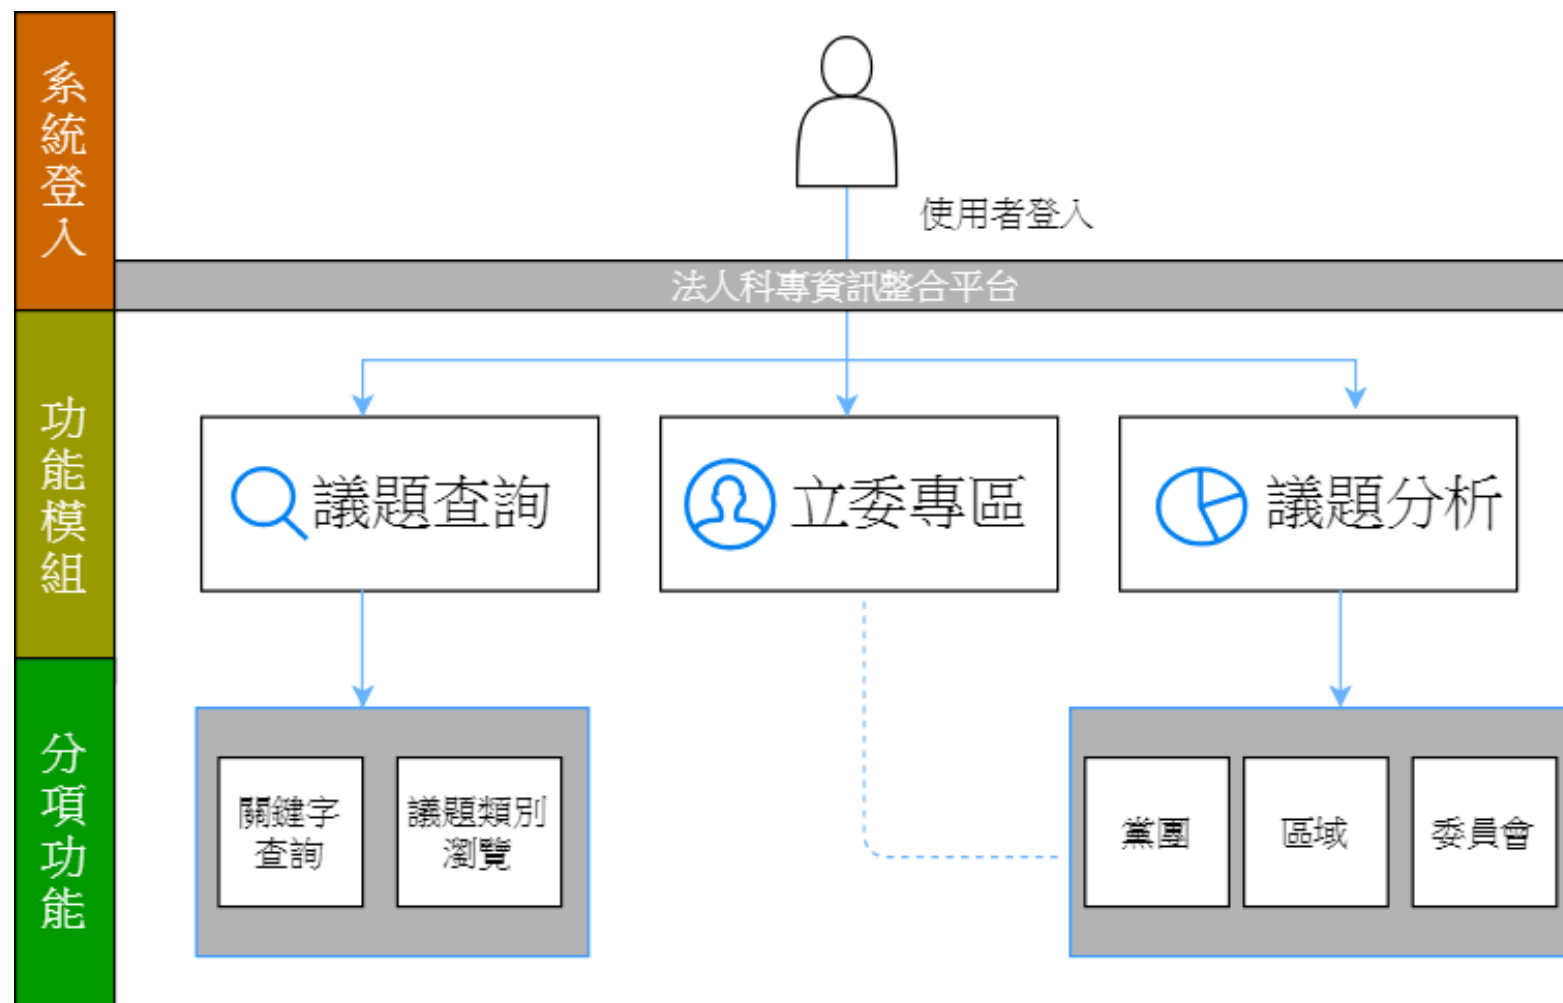 系統登入
使用者登入
法人科專資訊整合平台
功能模組
議題查詢
立委專區
議題分析
分項功能
關鍵字
查詢
議題類別
瀏覽
黨團
區域
委員會